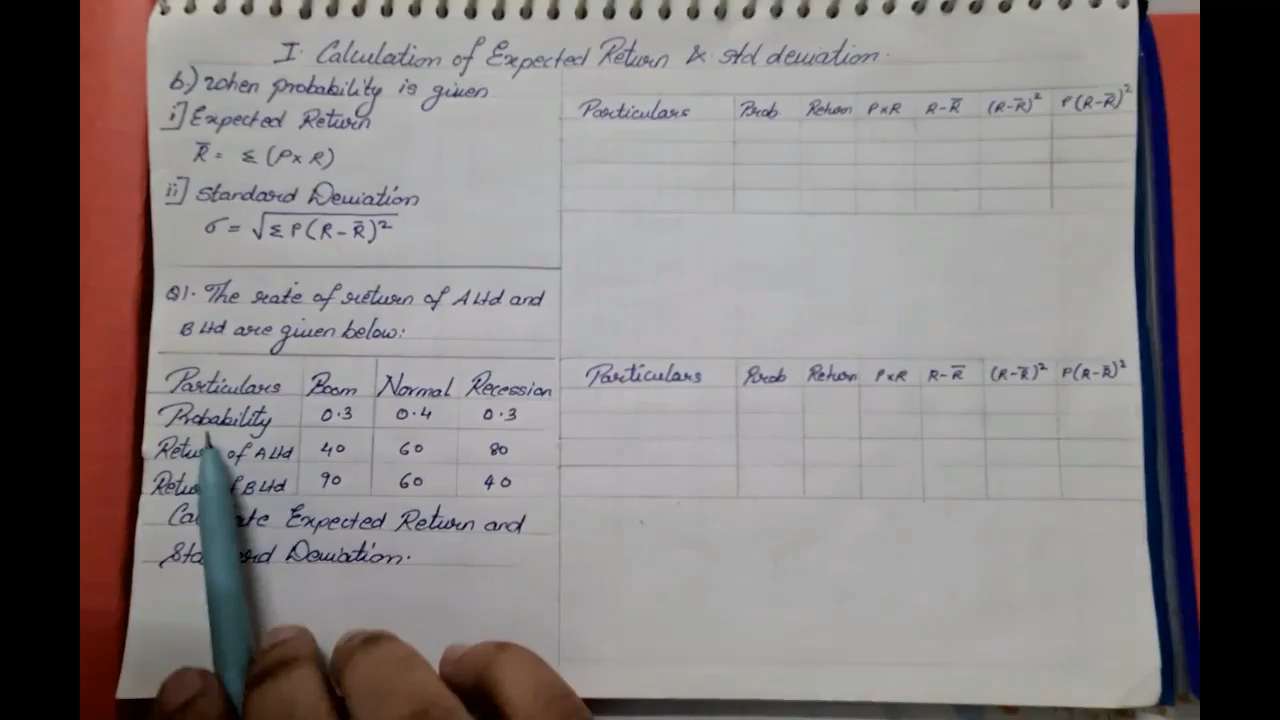 I. Calculation of Expected Return & std deviation.
b.) When probability is given
i] Expected Return
R̄ = Σ (P×R)
ii] Standard Deviation
σ = √Σ P(R-R̄)²
Q1. The rate of return of A Ltd and
B Ltd are given below:
Particulars Boom Normal Recession
Probability 0.3 0.4 0.3
of A Ltd 40 60 80
B Ltd 90 60 40
Expected Return and
Deviation.
Particulars Prob. Return P×R R-R̄ (R-R̄)² P(R-R̄)²
Particulars Prob Return P×R R-R̄ (R-R̄)² P(R-R̄)²